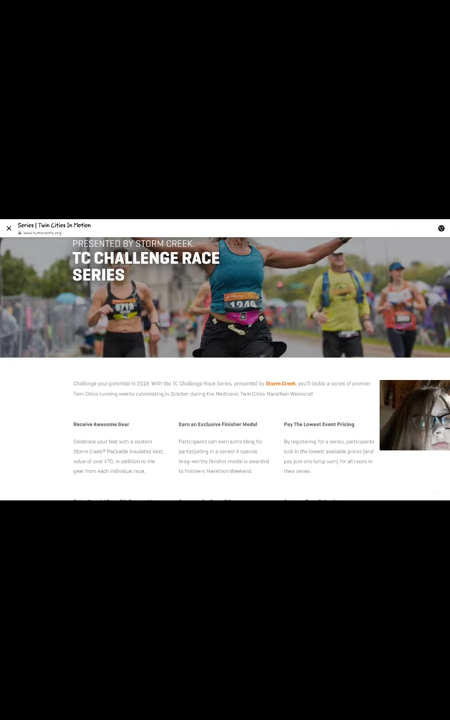 Series | Twin Cities In Motion
www.tcmevents.org
PRESENTED BY STORM CREEK
TC CHALLENGE RACE
SERIES
8719
1249
Challenge your potential in 2018. With the TC Challenge Race Series, presented by Storm Creek, you'll tackle a series of premier
Twin Cities running events culminating in October during the Medtronic Twin Cities Marathon Weekend!
Receive Awesome Gear
Celebrate your feet with a custom
Storm Creek® Packable Insulated Vest,
value of over $70, in addition to the
gear from each individual race.
Earn an Exclusive Finisher Medal
Participants can earn extra bling for
participating in a series! A special,
brag-worthy finisher medal is awarded
to finishers Marathon Weekend.
Pay The Lowest Event Pricing
By registering for a series, participants
lock in the lowest available prices (and
pay just one lump sum) for all races in
their series.